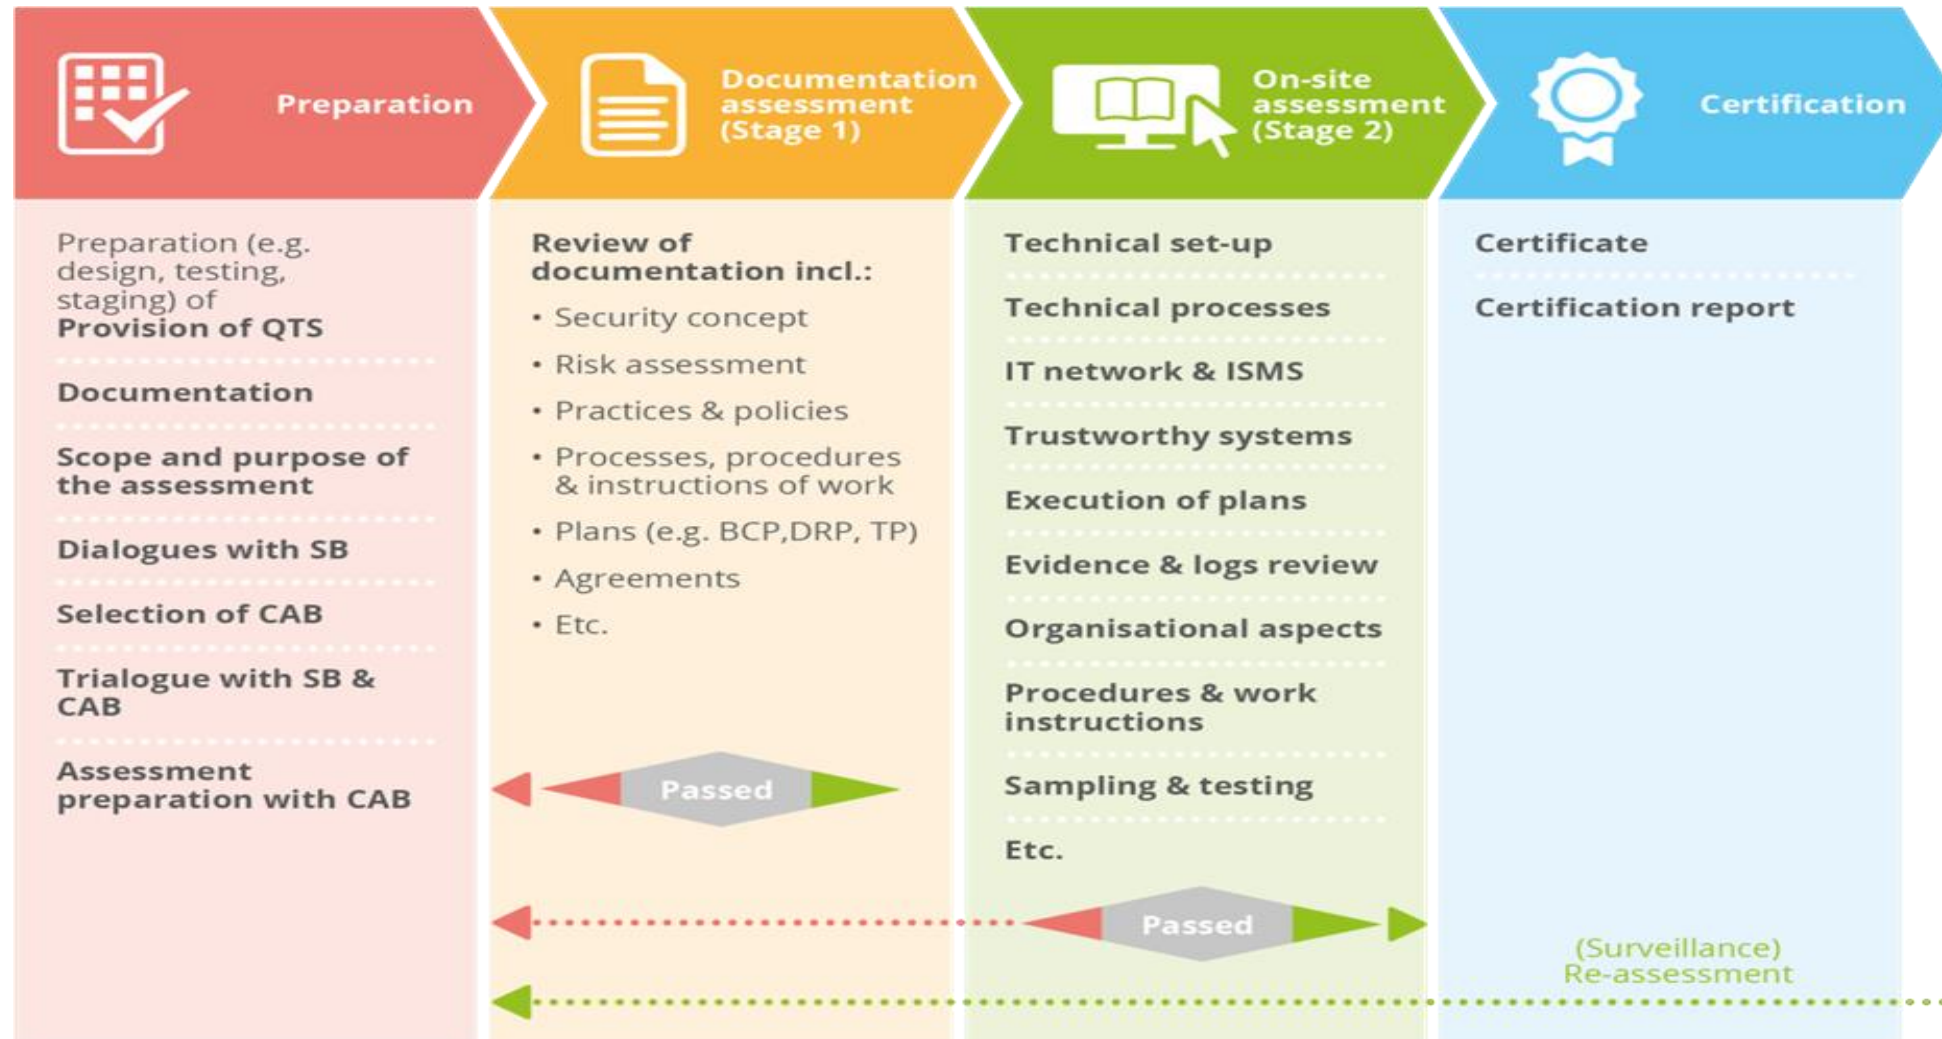 Preparation
Preparation (e.g.
design, testing,
staging) of
Provision of QTS
Documentation
Scope and purpose of
the assessment
Dialogues with SB
Selection of CAB
Trialogue with SB &
CAB
Assessment
preparation with CAB
Documentation
assessment
(Stage 1)
Review of
documentation incl.:
• Security concept
• Risk assessment
• Practices & policies
• Processes, procedures
& instructions of work
• Plans (e.g. BCP,DRP, TP)
• Agreements
• Etc.
Passed
On-site
assessment
(Stage 2)
Technical set-up
Technical processes
IT network & ISMS
Trustworthy systems
Execution of plans
Evidence & logs review
Organisational aspects
Procedures & work
instructions
Sampling & testing
Etc.
Passed
Certification
Certificate
Certification report
(Surveillance)
Re-assessment